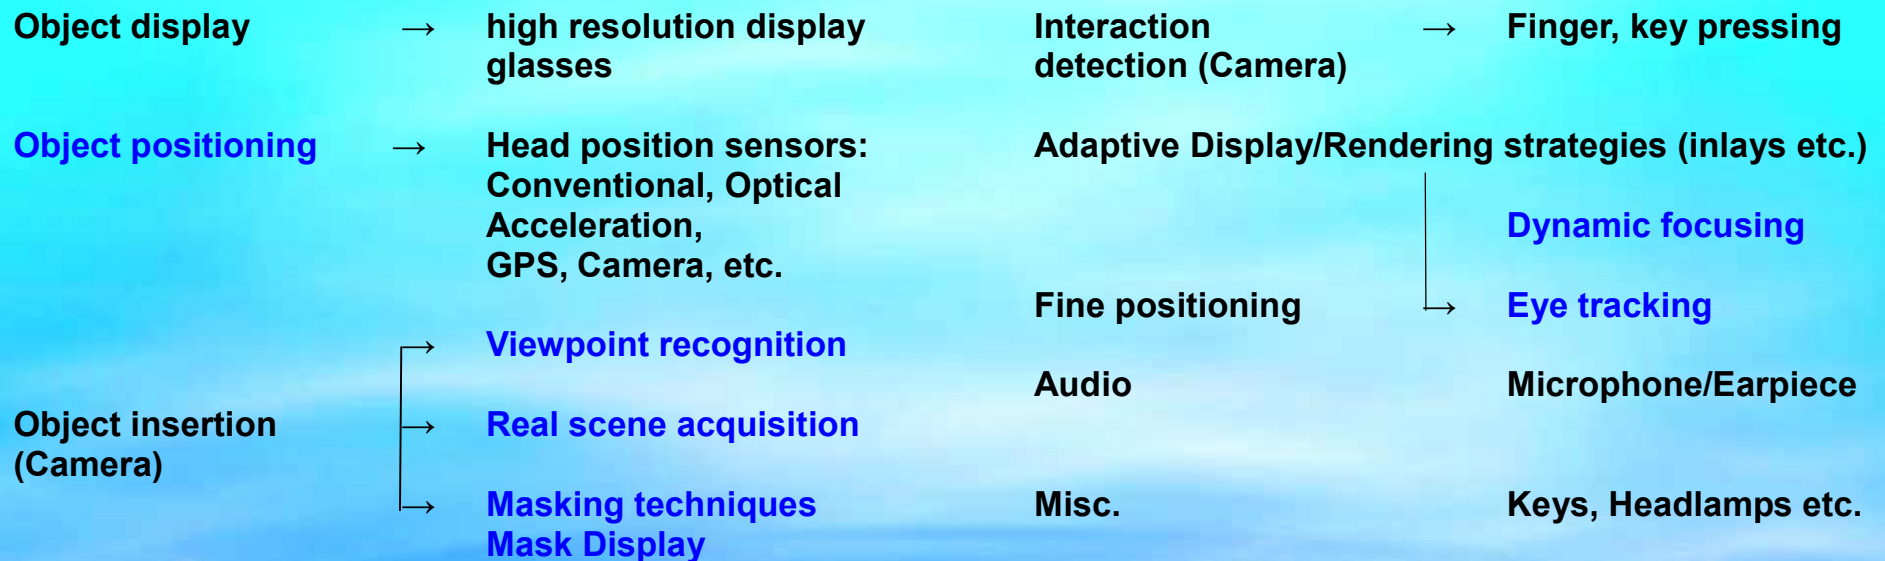 Object display → high resolution display
glasses
Object positioning → Head position sensors:
Conventional, Optical
Acceleration,
GPS, Camera, etc.
Object insertion
(Camera)
→ Viewpoint recognition
→ Real scene acquisition
→ Masking techniques
Mask Display
Interaction
detection (Camera) → Finger, key pressing
Adaptive Display/Rendering strategies (inlays etc.)
Dynamic focusing
Fine positioning → Eye tracking
Audio Microphone/Earpiece
Misc. Keys, Headlamps etc.